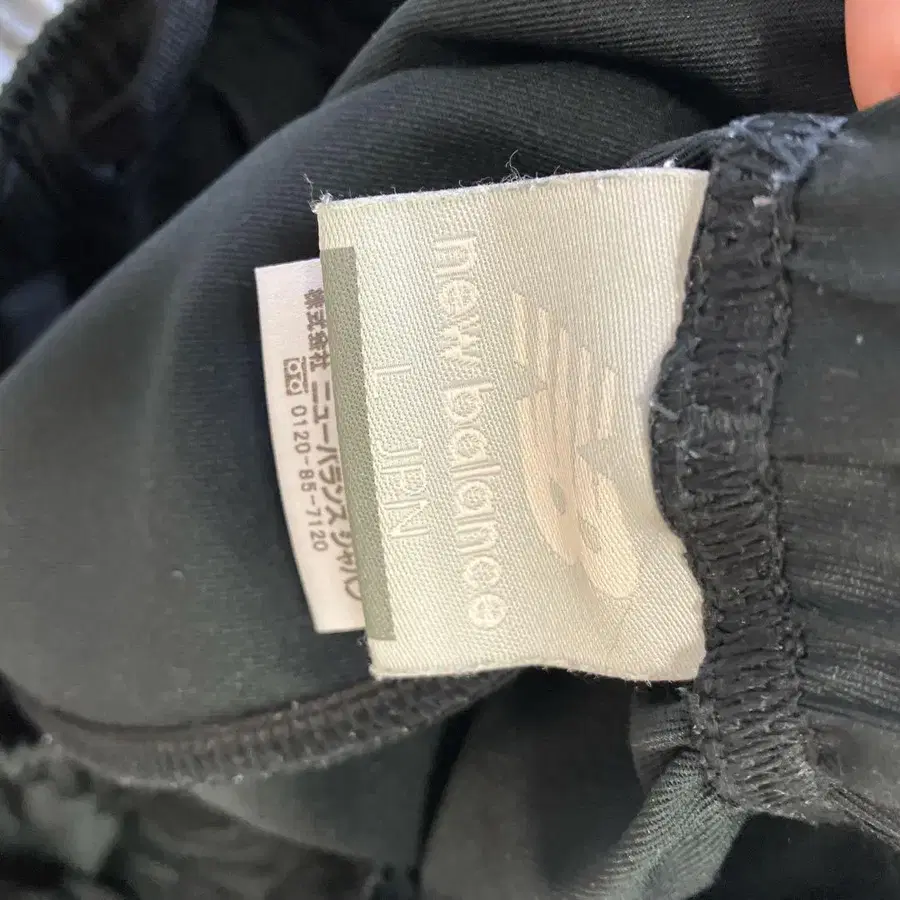 new balance
L JPN
株式会社 ニューバランス ジャパ
0120-85-7120